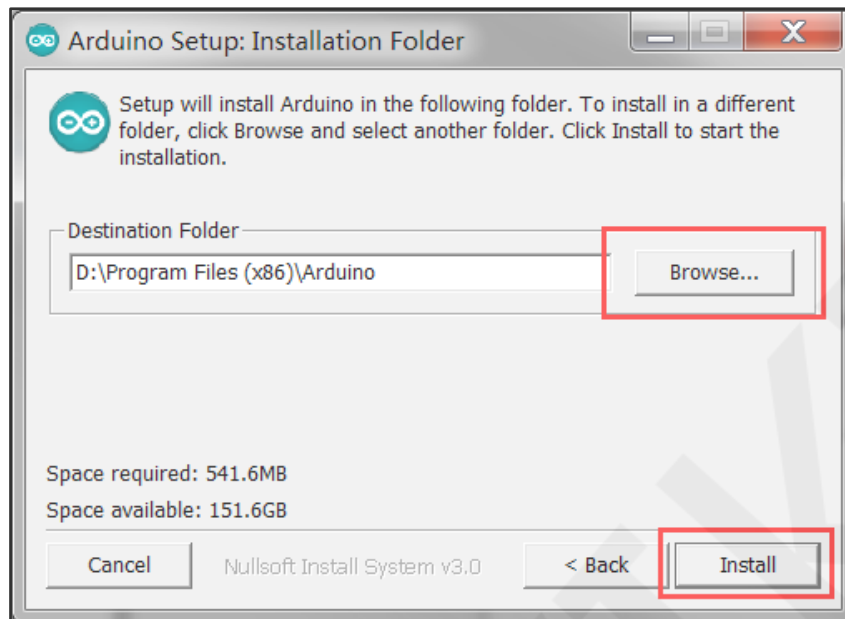 Arduino Setup: Installation Folder
Setup will install Arduino in the following folder. To install in a different
folder, click Browse and select another folder. Click Install to start the
installation.
Destination Folder
D:\Program Files (x86)\Arduino
Browse...
Space required: 541.6MB
Space available: 151.6GB
Cancel
Nullsoft Install System v3.0
< Back
Install